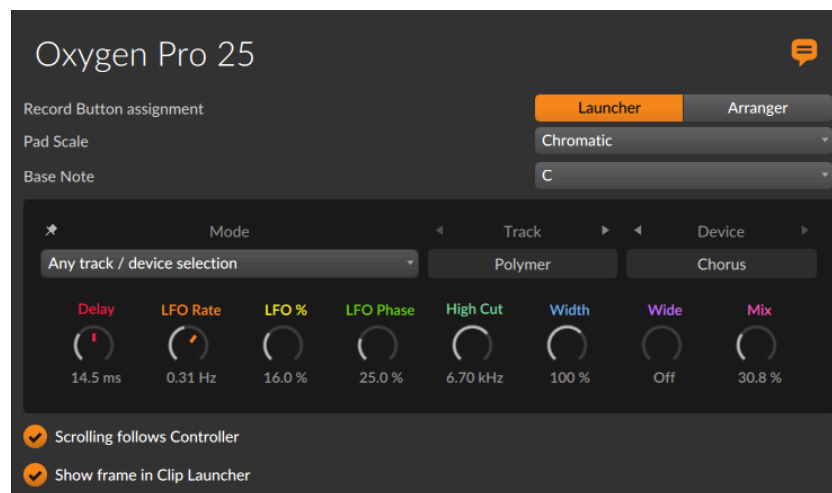 Oxygen Pro 25
Record Button assignment Launcher Arranger
Pad Scale Chromatic
Base Note C
Mode Track Device
Any track / device selection Polymer Chorus
Delay LFO Rate LFO % LFO Phase High Cut Width Wide Mix
14.5 ms 0.31 Hz 16.0 % 25.0 % 6.70 kHz 100 % Off 30.8 %
Scrolling follows Controller
Show frame in Clip Launcher